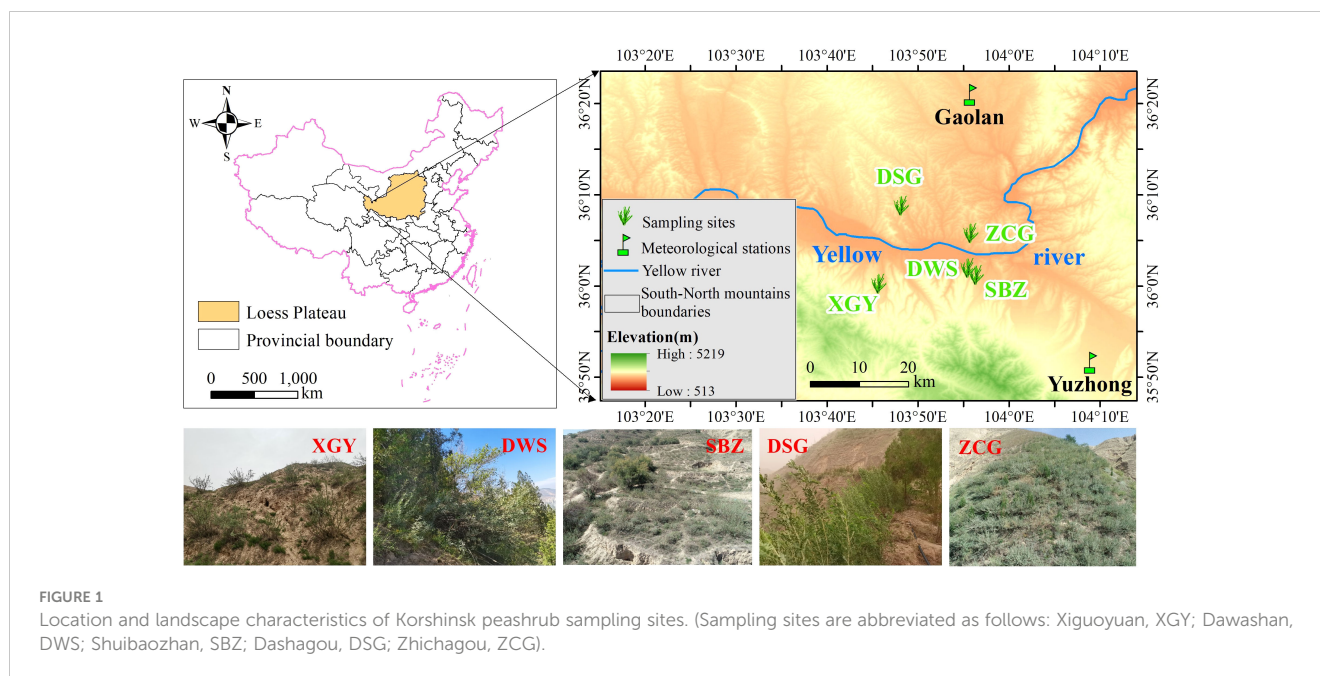 N
W E
S
Loess Plateau
Provincial boundary
0 500 1,000
km
103°20'E 103°30'E 103°40'E 103°50'E 104°0'E 104°10'E
36°20'N 36°10'N 36°0'N 35°50'N
Gaolan
DSG
ZCG
Yellow river
DWS
SBZ
XGY
Yuzhong
Sampling sites
Meteorological stations
Yellow river
South-North mountains
boundaries
Elevation(m)
High : 5219
Low : 513
0 10 20
km
36°20'N 36°10'N 36°0'N 35°50'N
103°20'E 103°30'E 103°40'E 103°50'E 104°0'E 104°10'E
XGY DWS SBZ DSG ZCG
FIGURE 1
Location and landscape characteristics of Korshinsk peashrub sampling sites. (Sampling sites are abbreviated as follows: Xiguoyuan, XGY; Dawashan,
DWS; Shuibaozhan, SBZ; Dashagou, DSG; Zhichagou, ZCG).